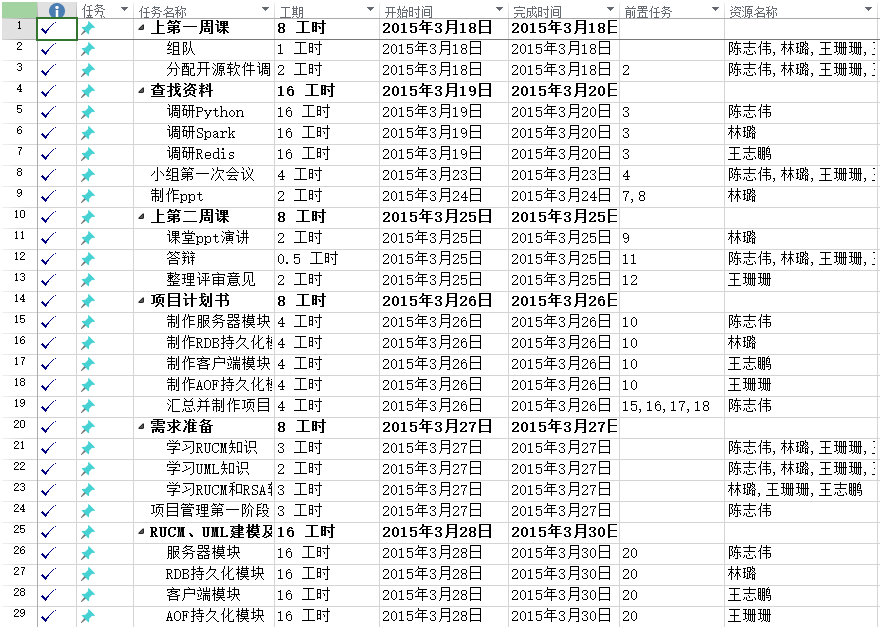 任务 任务名称 工期 开始时间 完成时间 前置任务 资源名称
1 上第一周课 8 工时 2015年3月18日 2015年3月18日
2 组队 1 工时 2015年3月18日 2015年3月18日 陈志伟,林璐,王珊珊,
3 分配开源软件调 2 工时 2015年3月18日 2015年3月18日 2 陈志伟,林璐,王珊珊,
4 查找资料 16 工时 2015年3月19日 2015年3月20日
5 调研Python 16 工时 2015年3月19日 2015年3月20日 3 陈志伟
6 调研Spark 16 工时 2015年3月19日 2015年3月20日 3 林璐
7 调研Redis 16 工时 2015年3月19日 2015年3月20日 3 王志鹏
8 小组第一次会议 4 工时 2015年3月23日 2015年3月23日 4 陈志伟,林璐,王珊珊,
9 制作ppt 2 工时 2015年3月24日 2015年3月24日 7,8 林璐
10 上第二周课 8 工时 2015年3月25日 2015年3月25日
11 课堂ppt演讲 2 工时 2015年3月25日 2015年3月25日 9 林璐
12 答辩 0.5 工时 2015年3月25日 2015年3月25日 11 陈志伟,林璐,王珊珊,
13 整理评审意见 2 工时 2015年3月25日 2015年3月25日 12 王珊珊
14 项目计划书 8 工时 2015年3月26日 2015年3月26日
15 制作服务器模块 4 工时 2015年3月26日 2015年3月26日 10 陈志伟
16 制作RDB持久化模 4 工时 2015年3月26日 2015年3月26日 10 林璐
17 制作客户端模块 4 工时 2015年3月26日 2015年3月26日 10 王志鹏
18 制作AOF持久化模 4 工时 2015年3月26日 2015年3月26日 10 王珊珊
19 汇总并制作项目 4 工时 2015年3月26日 2015年3月26日 15,16,17,18 陈志伟
20 需求准备 8 工时 2015年3月27日 2015年3月27日
21 学习RUCM知识 3 工时 2015年3月27日 2015年3月27日 陈志伟,林璐,王珊珊,
22 学习UML知识 2 工时 2015年3月27日 2015年3月27日 陈志伟,林璐,王珊珊,
23 学习RUCM和RSA 3 工时 2015年3月27日 2015年3月27日 林璐,王珊珊,王志鹏
24 项目管理第一阶段 3 工时 2015年3月27日 2015年3月27日 陈志伟
25 RUCM、UML建模及 16 工时 2015年3月28日 2015年3月30日
26 服务器模块 16 工时 2015年3月28日 2015年3月30日 20 陈志伟
27 RDB持久化模块 16 工时 2015年3月28日 2015年3月30日 20 林璐
28 客户端模块 16 工时 2015年3月28日 2015年3月30日 20 王志鹏
29 AOF持久化模块 16 工时 2015年3月28日 2015年3月30日 20 王珊珊